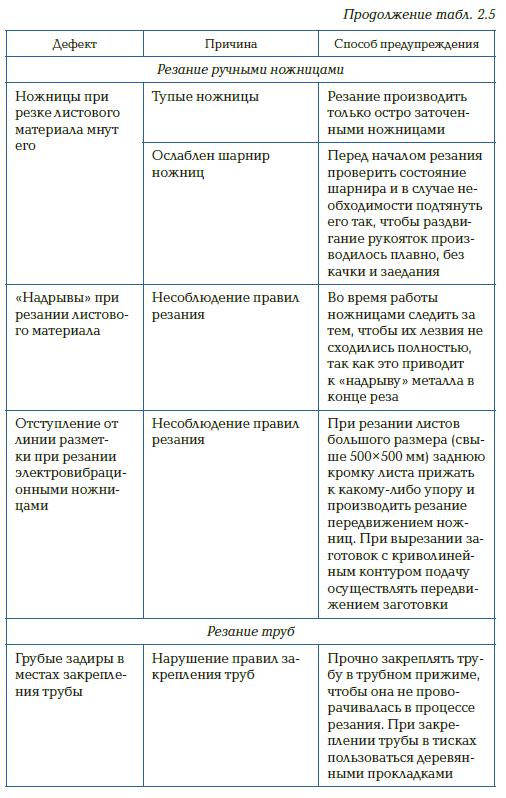 Продолжение табл. 2.5
Дефект
Причина
Способ предупреждения
Резание ручными ножницами
Ножницы при
резке листового
материала мнут
его
Тупые ножницы
Резание производить
только остро заточен-
ными ножницами
Ослаблен шарнир
ножниц
Перед началом резания
проверить состояние
шарнира и в случае не-
обходимости подтянуть
его так, чтобы раздви-
гание рукояток произ-
водилось плавно, без
качки и заедания
«Надрывы» при
резании листово-
го материала
Несоблюдение правил
резания
Во время работы
ножницами следить за
тем, чтобы их лезвия не
сходились полностью,
так как это приводит
к «надрыву» металла в
конце реза
Отступление от
линии размет-
ки при резании
электровибраци-
онными ножни-
цами
Несоблюдение правил
резания
При резании листов
большого размера (свы-
ше 500×500 мм) заднюю
кромку листа прижать
к какому-либо упору и
производить резание
передвижением нож-
ниц. При вырезании за-
готовок с криволиней-
ным контуром подачу
осуществлять передви-
жением заготовки
Резание труб
Грубые задиры в
местах закрепле-
ния трубы
Нарушение правил за-
крепления труб
Прочно закреплять тру-
бу в трубном прижиме,
чтобы она не прово-
рачивалась в процессе
резания. При закре-
плении трубы в тисках
пользоваться деревян-
ными прокладками